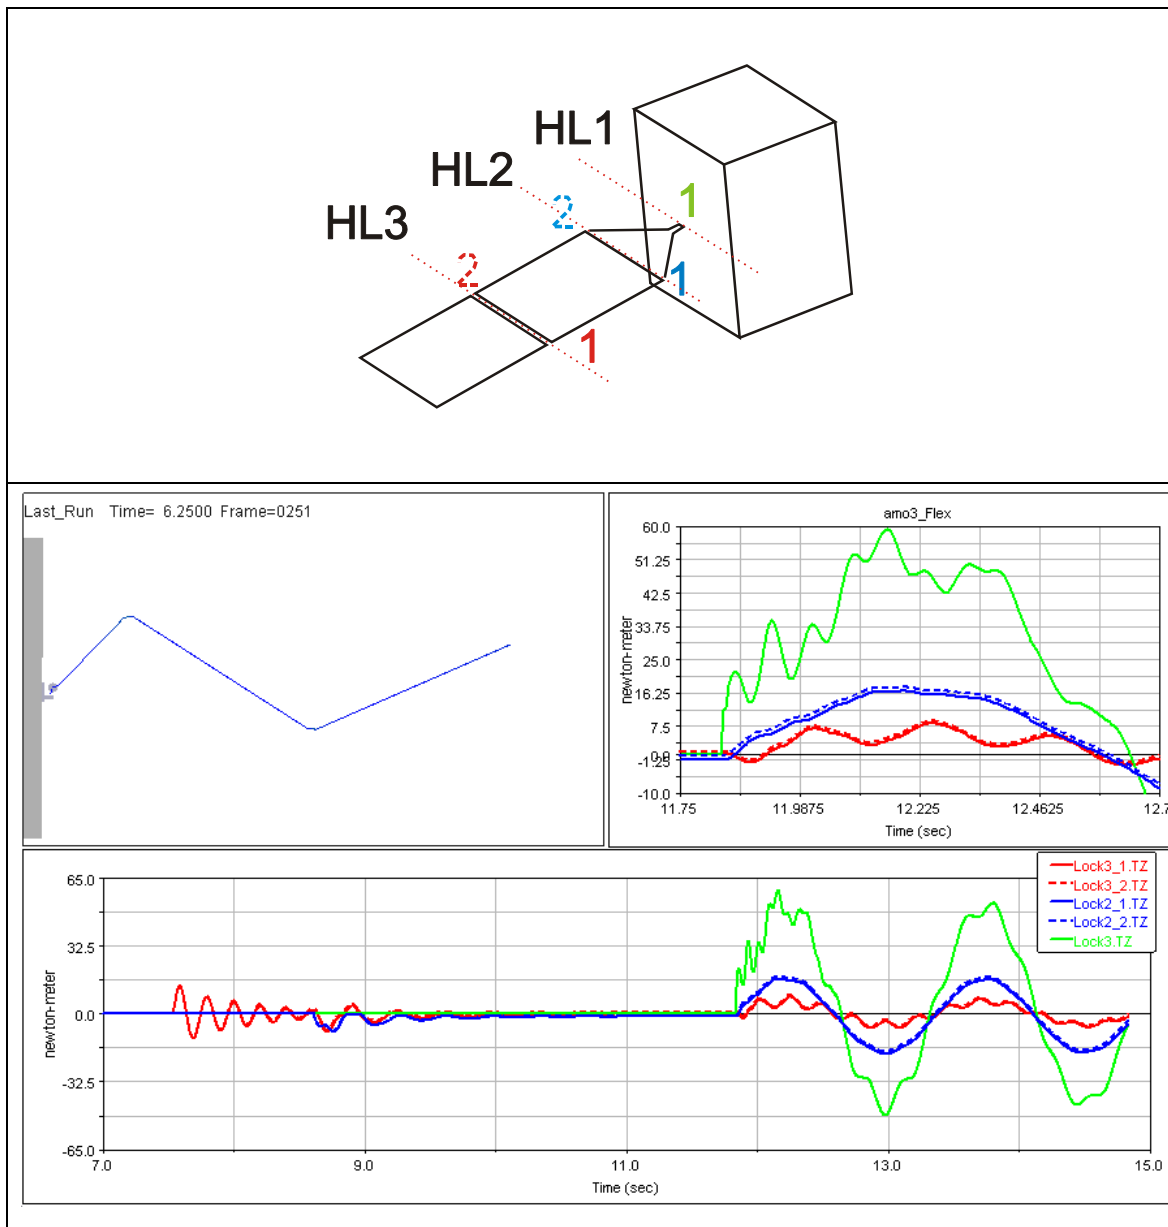 HL1
HL2
HL3
1
2
1
2
1
Last_Run Time= 6.2500 Frame=0251
amo3_Flex
60.0
51.25
42.5
33.75
25.0
16.25
7.5
0.0
-1.25
-10.0
newton-meter
11.75 11.9875 12.225 12.4625 12.7
Time (sec)
65.0
32.5
0.0
-32.5
-65.0
newton-meter
7.0 9.0 11.0 13.0 15.0
Time (sec)
Lock3_1.TZ
Lock3_2.TZ
Lock2_1.TZ
Lock2_2.TZ
Lock3.TZ